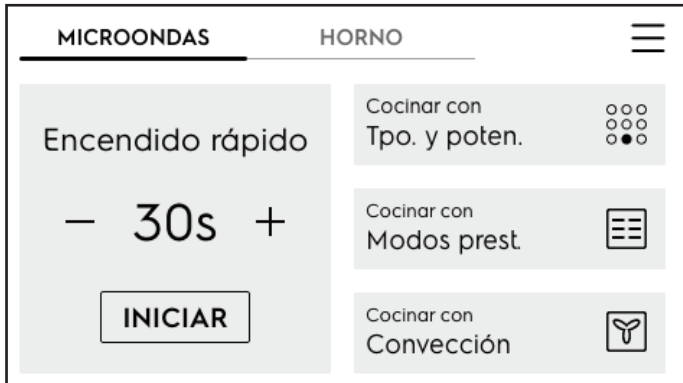 MICROONDAS
HORNO
Encendido rápido
— 30s +
INICIAR
Cocinar con
Tpo. y poten.
Cocinar con
Modos prest.
Cocinar con
Convección